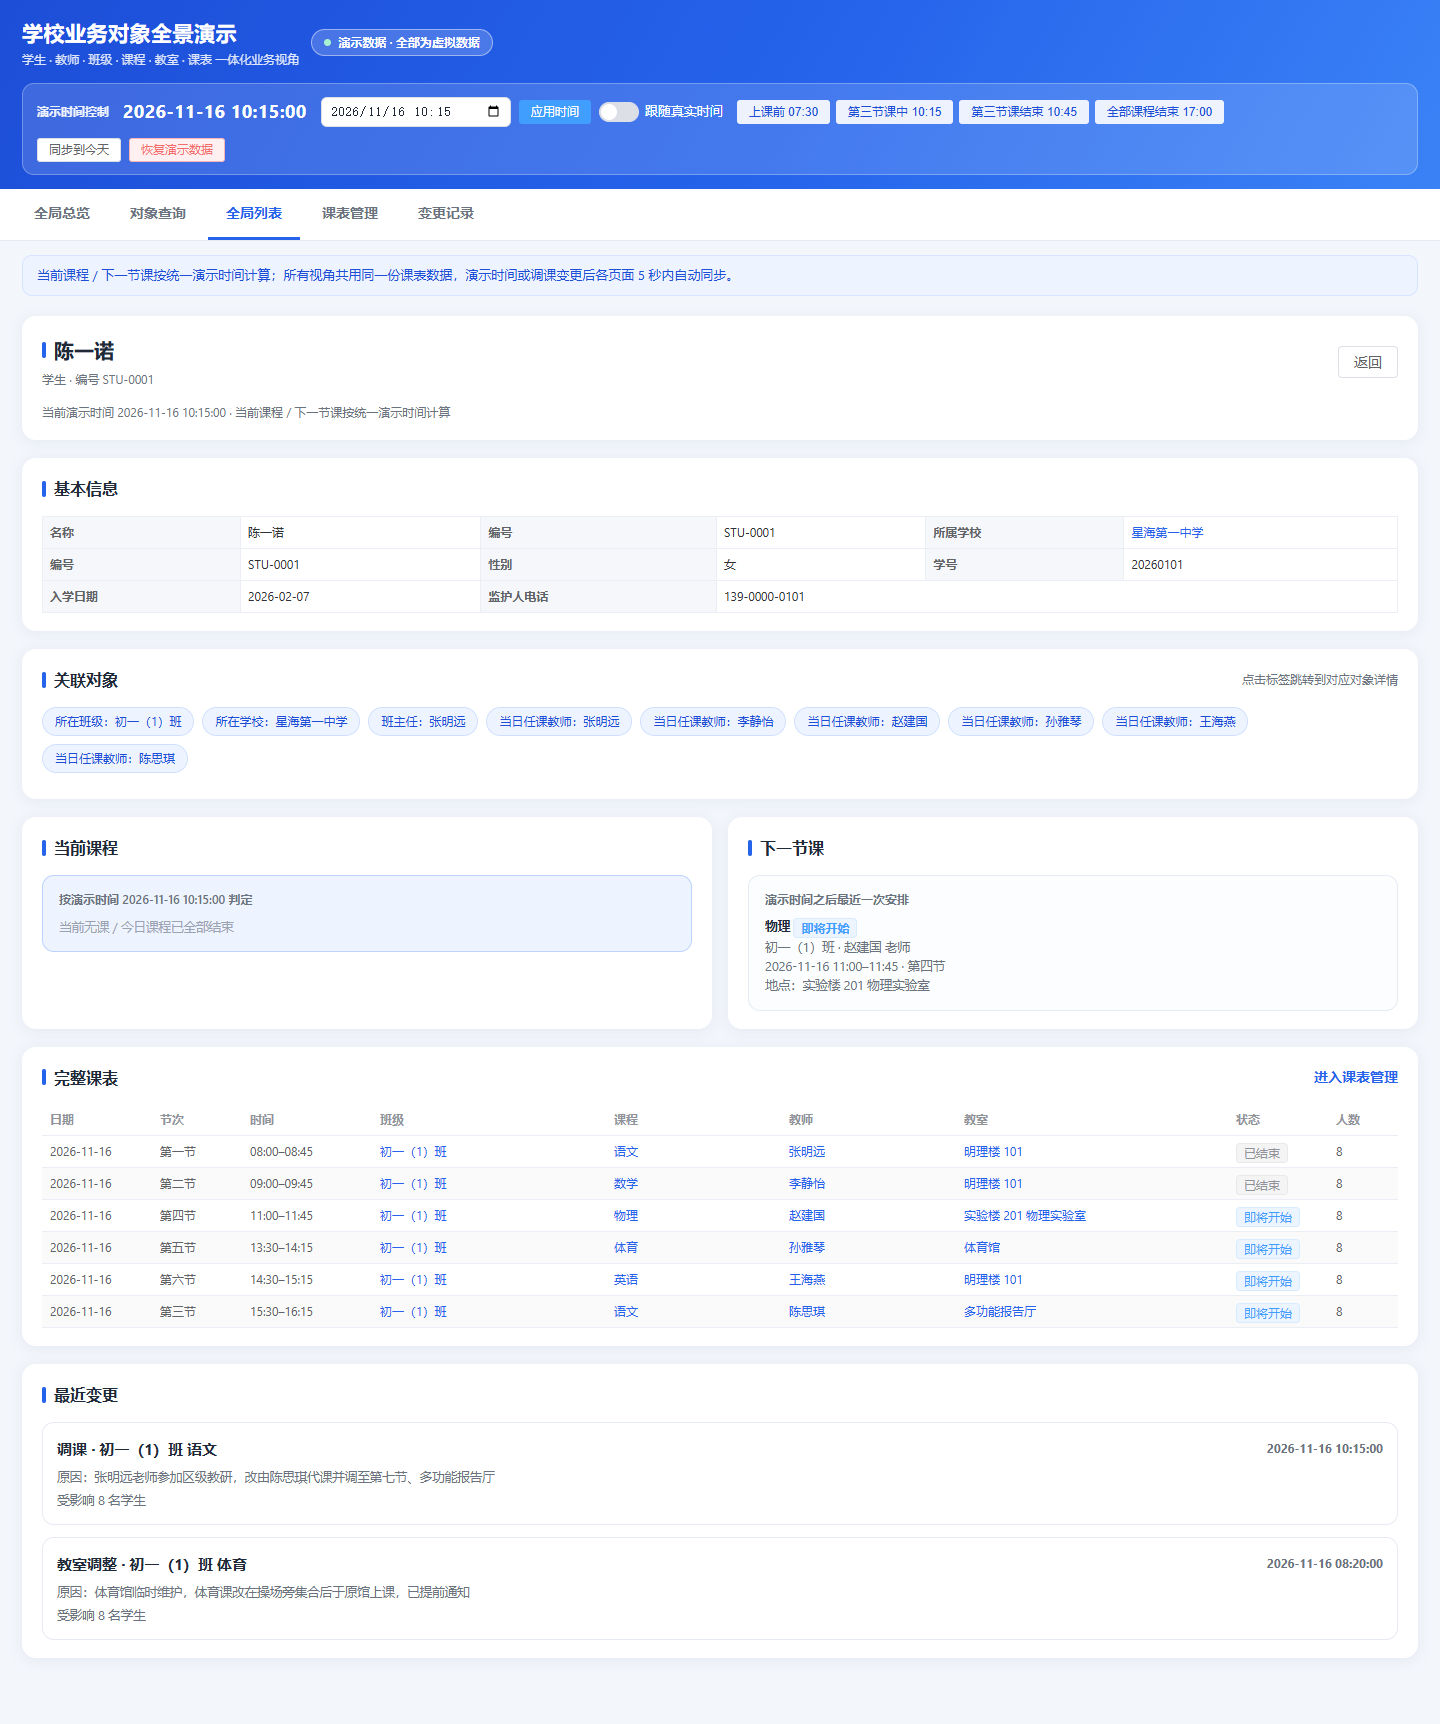 学校业务对象全景演示
学生 · 教师 · 班级 · 课程 · 教室 · 课表 一体化业务视角
演示数据 · 全部为虚拟数据
演示时间控制 2026-11-16 10:15:00 2026/11/16 10:15 应用时间 跟随真实时间 上课前 07:30 第三节课中 10:15 第三节课结束 10:45 全部课程结束 17:00
同步到今天 恢复演示数据
全局总览 对象查询 全局列表 课表管理 变更记录
当前课程 / 下一节课按统一演示时间计算；所有视角共用同一份课表数据，演示时间或调课变更后各页面 5 秒内自动同步。
陈一诺
返回
学生 · 编号 STU-0001
当前演示时间 2026-11-16 10:15:00 · 当前课程 / 下一节课按统一演示时间计算
基本信息
名称 陈一诺 编号 STU-0001 所属学校 星海第一中学
编号 STU-0001 性别 女 学号 20260101
入学日期 2026-02-07 监护人电话 139-0000-0101
关联对象
点击标签跳转到对应对象详情
所在班级：初一（1）班 所在学校：星海第一中学 班主任：张明远 当日任课教师：张明远 当日任课教师：李静怡 当日任课教师：赵建国 当日任课教师：孙雅琴 当日任课教师：王海燕
当日任课教师：陈思琪
当前课程
按演示时间 2026-11-16 10:15:00 判定
当前无课 / 今日课程已全部结束
下一节课
演示时间之后最近一次安排
物理 即将开始
初一（1）班 · 赵建国 老师
2026-11-16 11:00–11:45 · 第四节
地点：实验楼 201 物理实验室
完整课表
进入课表管理
日期 节次 时间 班级 课程 教师 教室 状态 人数
2026-11-16 第一节 08:00–08:45 初一（1）班 语文 张明远 明理楼 101 已结束 8
2026-11-16 第二节 09:00–09:45 初一（1）班 数学 李静怡 明理楼 101 已结束 8
2026-11-16 第四节 11:00–11:45 初一（1）班 物理 赵建国 实验楼 201 物理实验室 即将开始 8
2026-11-16 第五节 13:30–14:15 初一（1）班 体育 孙雅琴 体育馆 即将开始 8
2026-11-16 第六节 14:30–15:15 初一（1）班 英语 王海燕 明理楼 101 即将开始 8
2026-11-16 第三节 15:30–16:15 初一（1）班 语文 陈思琪 多功能报告厅 即将开始 8
最近变更
调课 · 初一（1）班 语文
2026-11-16 10:15:00
原因：张明远老师参加区级教研，改由陈思琪代课并调至第七节、多功能报告厅
受影响 8 名学生
教室调整 · 初一（1）班 体育
2026-11-16 08:20:00
原因：体育馆临时维护，体育课改在操场旁集合后于原馆上课，已提前通知
受影响 8 名学生